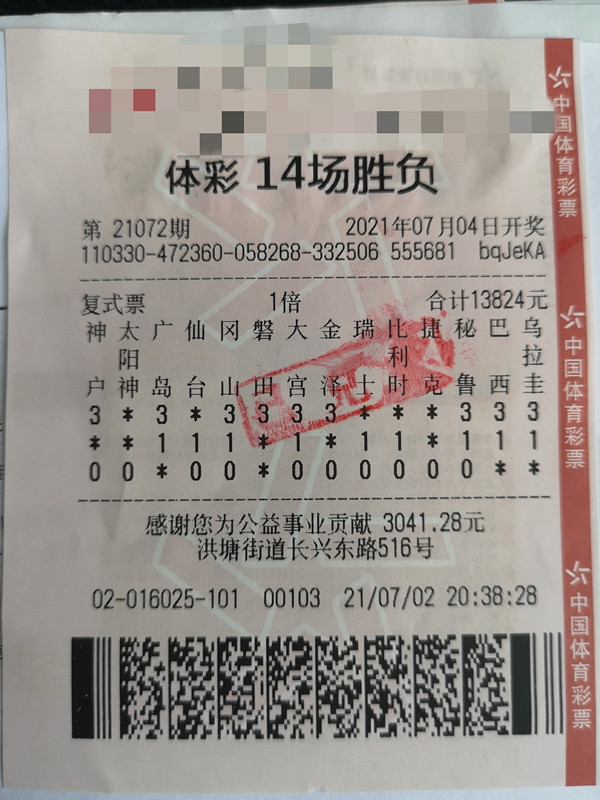 体彩 14场胜负
第 21072期 2021年07月04日开奖
110330-472360-058268-332506 555681 bqJeKA
复式票 1倍 合计13824元
神 太 广 仙 冈 磐 大 金 瑞 比 捷 秘 巴 乌
阳 利 拉
户 神 岛 台 山 田 宫 泽 士 时 克 鲁 西 圭
3 * 3 * 3 3 3 3 * * * 3 3 3
* * 1 1 1 * 1 * 1 1 * 1 1 1
0 0 * 0 0 * 0 0 0 0 0 0 * *
感谢您为公益事业贡献 3041.28元
洪塘街道长兴东路516号
02-016025-101 00103 21/07/02 20:38:28
中国体育彩票
中国体育彩票
中国体育彩票